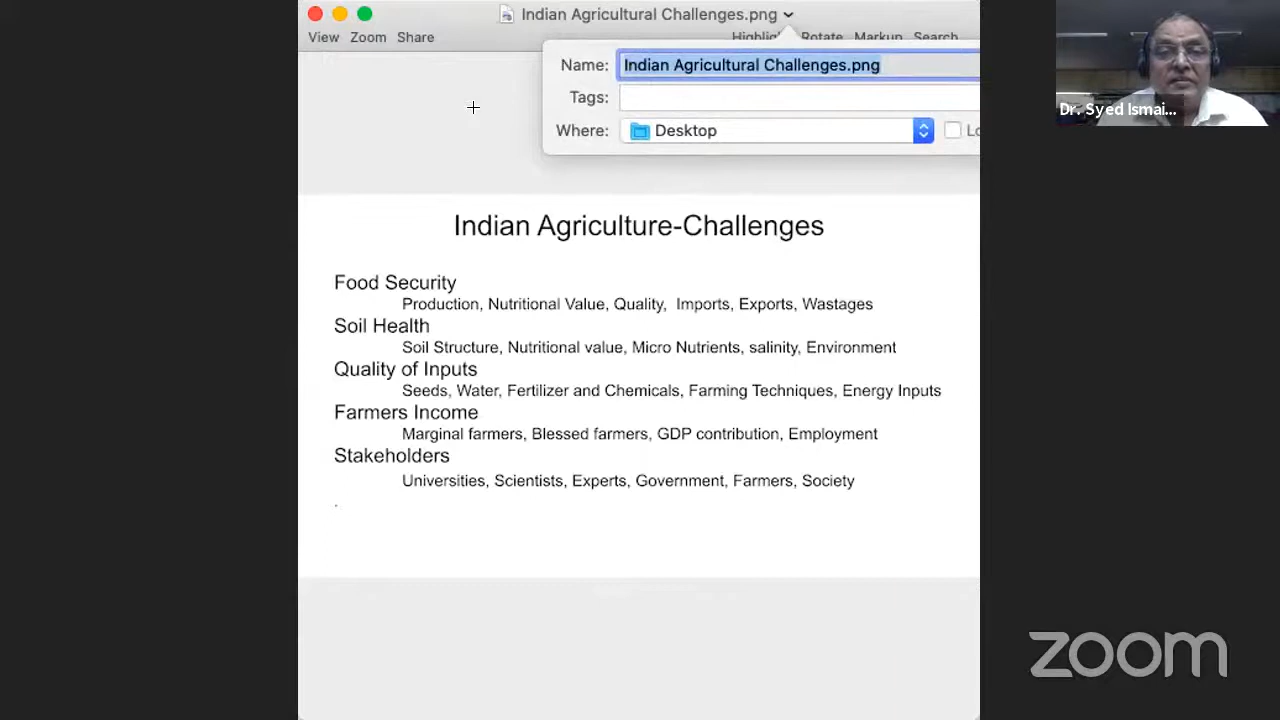 Indian Agricultural Challenges.png
View Zoom Share Rotate Markup Search
Name: Indian Agricultural Challenges.png
Tags:
Where: Desktop
Dr. Syed Ismai...
Indian Agriculture-Challenges
Food Security
Production, Nutritional Value, Quality, Imports, Exports, Wastages
Soil Health
Soil Structure, Nutritional value, Micro Nutrients, salinity, Environment
Quality of Inputs
Seeds, Water, Fertilizer and Chemicals, Farming Techniques, Energy Inputs
Farmers Income
Marginal farmers, Blessed farmers, GDP contribution, Employment
Stakeholders
Universities, Scientists, Experts, Government, Farmers, Society
.
zoom